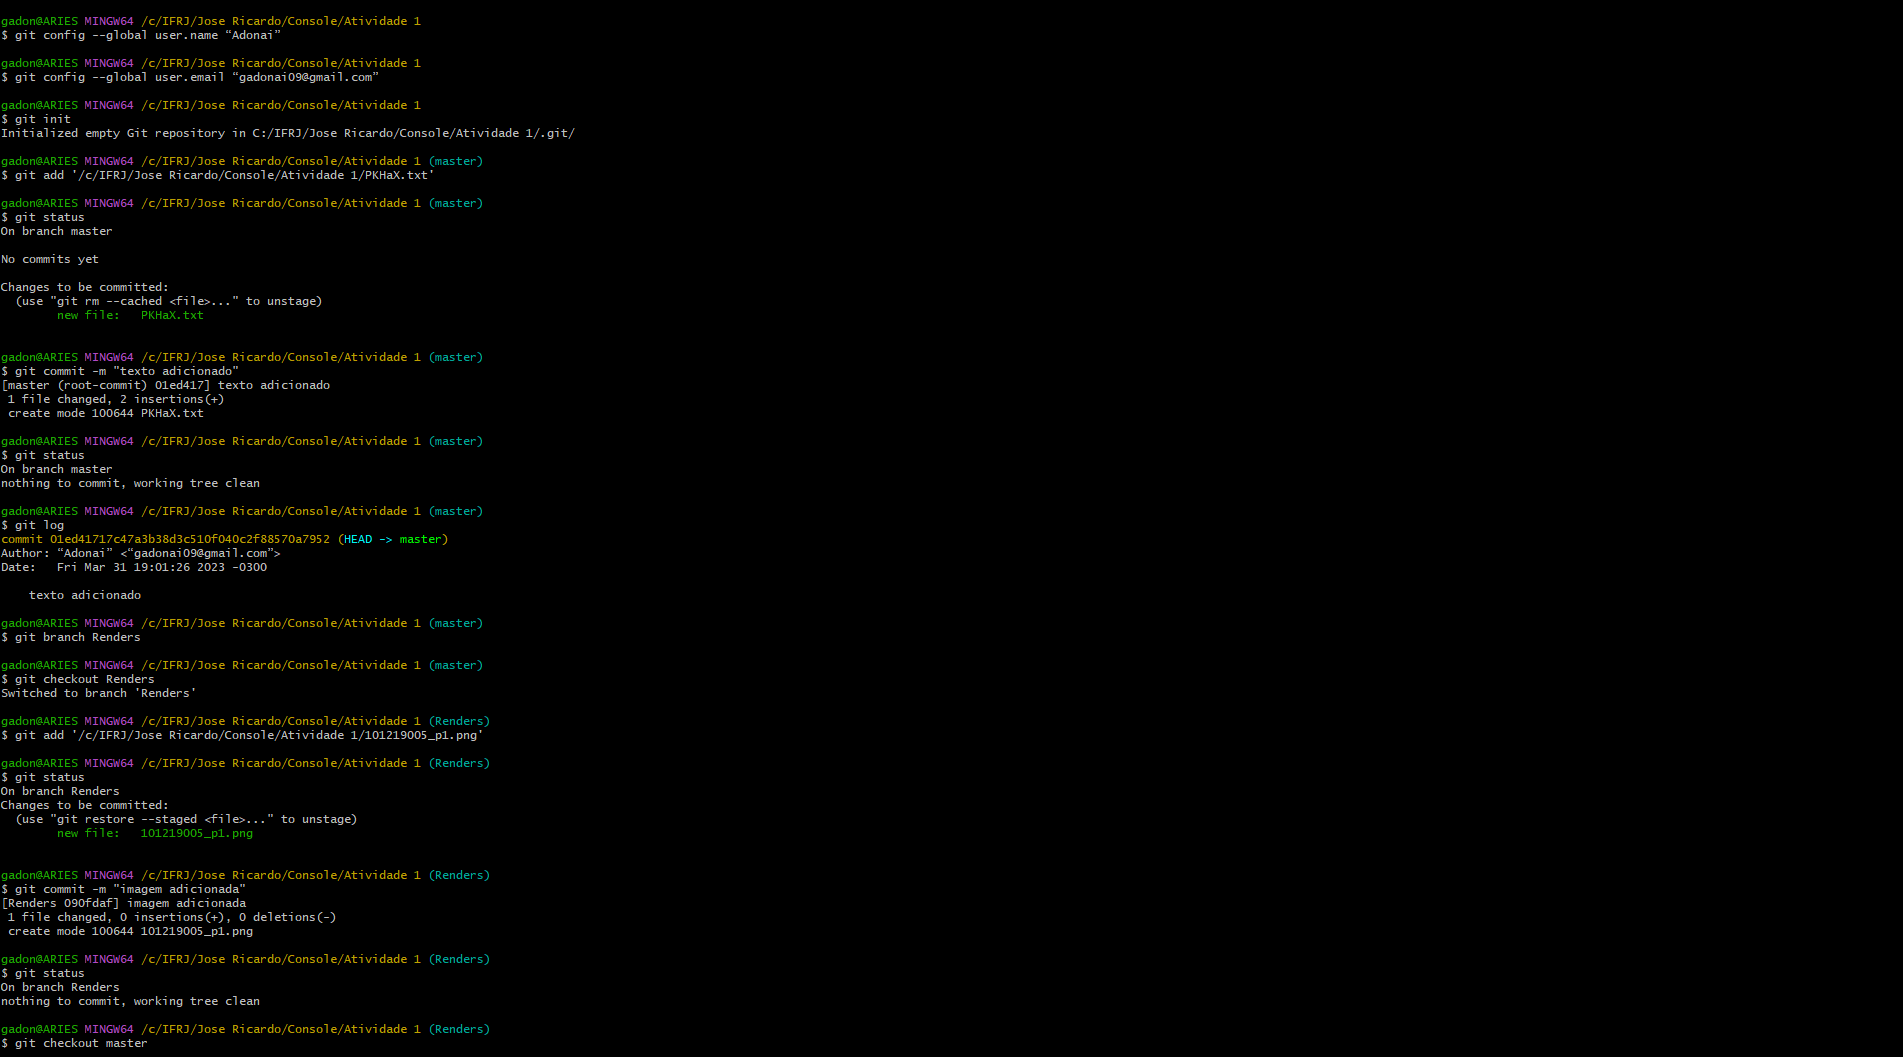 gadon@ARIES MINGW64 /c/IFRJ/Jose Ricardo/Console/Atividade 1
$ git config --global user.name “Adonai”
gadon@ARIES MINGW64 /c/IFRJ/Jose Ricardo/Console/Atividade 1
$ git config --global user.email “gadonai09@gmail.com”
gadon@ARIES MINGW64 /c/IFRJ/Jose Ricardo/Console/Atividade 1
$ git init
Initialized empty Git repository in C:/IFRJ/Jose Ricardo/Console/Atividade 1/.git/
gadon@ARIES MINGW64 /c/IFRJ/Jose Ricardo/Console/Atividade 1 (master)
$ git add '/c/IFRJ/Jose Ricardo/Console/Atividade 1/PKHaX.txt'
gadon@ARIES MINGW64 /c/IFRJ/Jose Ricardo/Console/Atividade 1 (master)
$ git status
On branch master
No commits yet
Changes to be committed:
  (use "git rm --cached <file>..." to unstage)
        new file:   PKHaX.txt
gadon@ARIES MINGW64 /c/IFRJ/Jose Ricardo/Console/Atividade 1 (master)
$ git commit -m "texto adicionado"
[master (root-commit) 01ed417] texto adicionado
 1 file changed, 2 insertions(+)
 create mode 100644 PKHaX.txt
gadon@ARIES MINGW64 /c/IFRJ/Jose Ricardo/Console/Atividade 1 (master)
$ git status
On branch master
nothing to commit, working tree clean
gadon@ARIES MINGW64 /c/IFRJ/Jose Ricardo/Console/Atividade 1 (master)
$ git log
commit 01ed41717c47a3b38d3c510f040c2f88570a7952 (HEAD -> master)
Author: “Adonai” <“gadonai09@gmail.com”>
Date:   Fri Mar 31 19:01:26 2023 -0300
    texto adicionado
gadon@ARIES MINGW64 /c/IFRJ/Jose Ricardo/Console/Atividade 1 (master)
$ git branch Renders
gadon@ARIES MINGW64 /c/IFRJ/Jose Ricardo/Console/Atividade 1 (master)
$ git checkout Renders
Switched to branch 'Renders'
gadon@ARIES MINGW64 /c/IFRJ/Jose Ricardo/Console/Atividade 1 (Renders)
$ git add '/c/IFRJ/Jose Ricardo/Console/Atividade 1/101219005_p1.png'
gadon@ARIES MINGW64 /c/IFRJ/Jose Ricardo/Console/Atividade 1 (Renders)
$ git status
On branch Renders
Changes to be committed:
  (use "git restore --staged <file>..." to unstage)
        new file:   101219005_p1.png
gadon@ARIES MINGW64 /c/IFRJ/Jose Ricardo/Console/Atividade 1 (Renders)
$ git commit -m "imagem adicionada"
[Renders 090fdaf] imagem adicionada
 1 file changed, 0 insertions(+), 0 deletions(-)
 create mode 100644 101219005_p1.png
gadon@ARIES MINGW64 /c/IFRJ/Jose Ricardo/Console/Atividade 1 (Renders)
$ git status
On branch Renders
nothing to commit, working tree clean
gadon@ARIES MINGW64 /c/IFRJ/Jose Ricardo/Console/Atividade 1 (Renders)
$ git checkout master